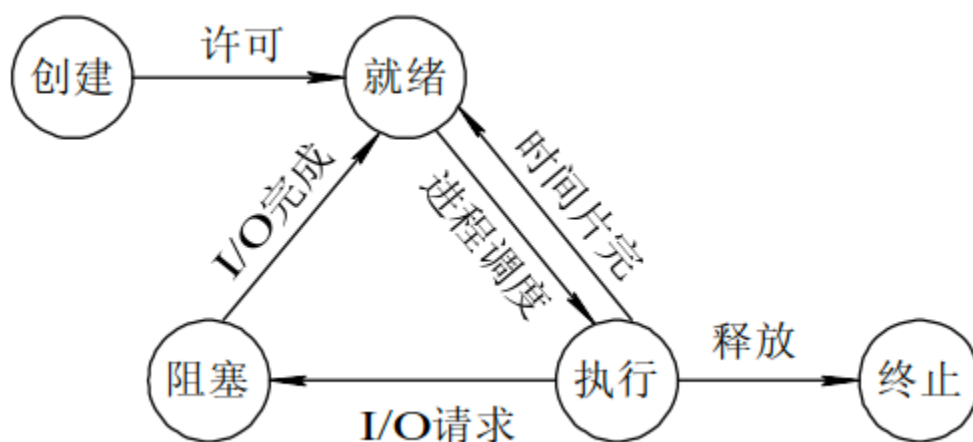 许可
创建
就绪
I/O完成
进程调度
时间片完
阻塞
I/O请求
执行
释放
终止